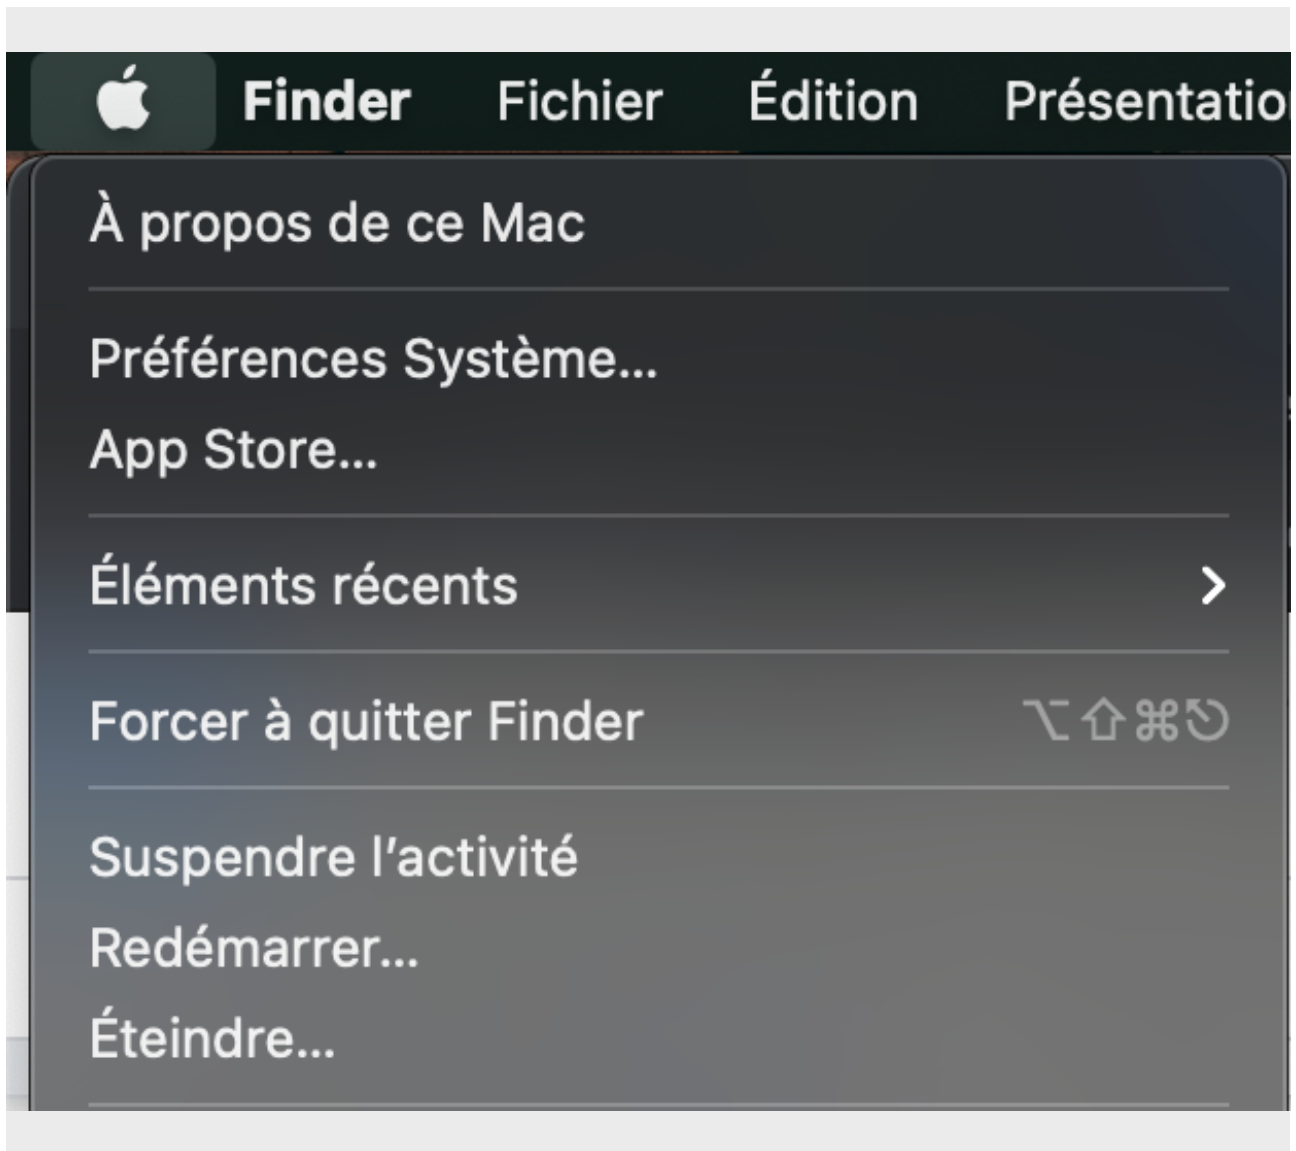 Finder Fichier Édition Présentatio
À propos de ce Mac
Préférences Système...
App Store...
Éléments récents
Forcer à quitter Finder ⌥⇧⌘⎋
Suspendre l’activité
Redémarrer...
Éteindre...